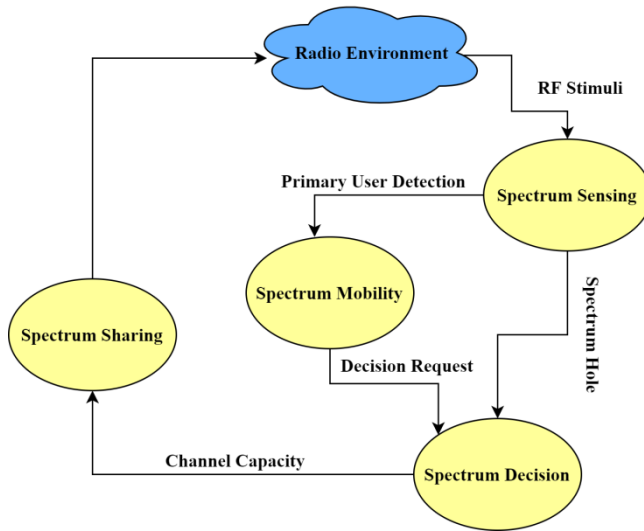 Radio Environment
RF Stimuli
Primary User Detection
Spectrum Sensing
Spectrum Mobility
Spectrum Hole
Spectrum Sharing
Decision Request
Channel Capacity
Spectrum Decision